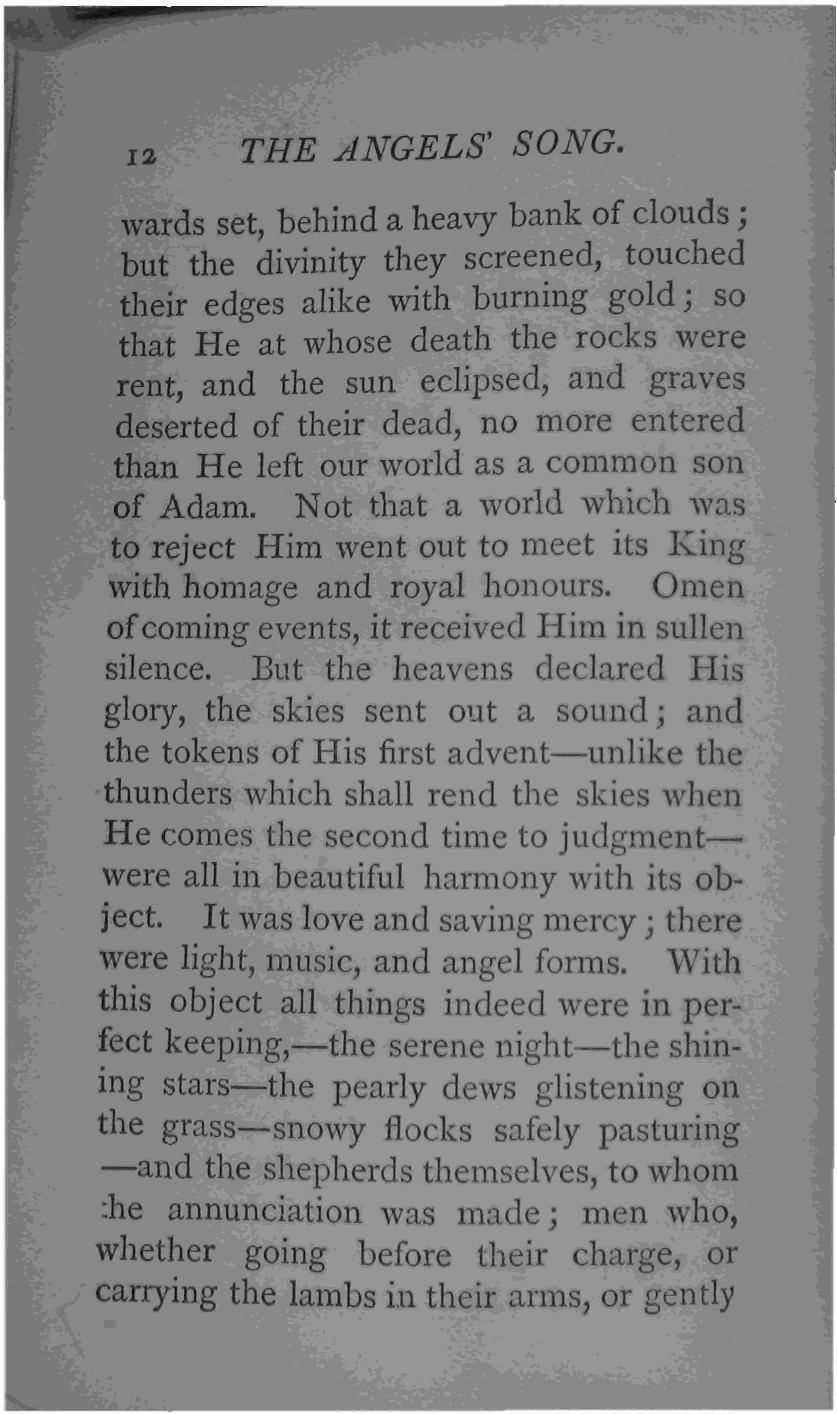 12 THE ANGELS' SONG.
wards set, behind a heavy bank of clouds ;
but the divinity they screened, touched
their edges alike with burning gold ; so
that He at whose death the rocks were
rent, and the sun eclipsed, and graves
deserted of their dead, no more entered
than He left our world as a common son
of Adam. Not that a world which was
to reject Him went out to meet its King
with homage and royal honours. Omen
of coming events, it received Him in sullen
silence. But the heavens declared His
glory, the skies sent out a sound ; and
the tokens of His first advent—unlike the
thunders which shall rend the skies when
He comes the second time to judgment—
were all in beautiful harmony with its ob-
ject. It was love and saving mercy ; there
were light, music, and angel forms. With
this object all things indeed were in per-
fect keeping,—the serene night—the shin-
ing stars—the pearly dews glistening on
the grass—snowy flocks safely pasturing
—and the shepherds themselves, to whom
the annunciation was made ; men who,
whether going before their charge, or
carrying the lambs in their arms, or gently